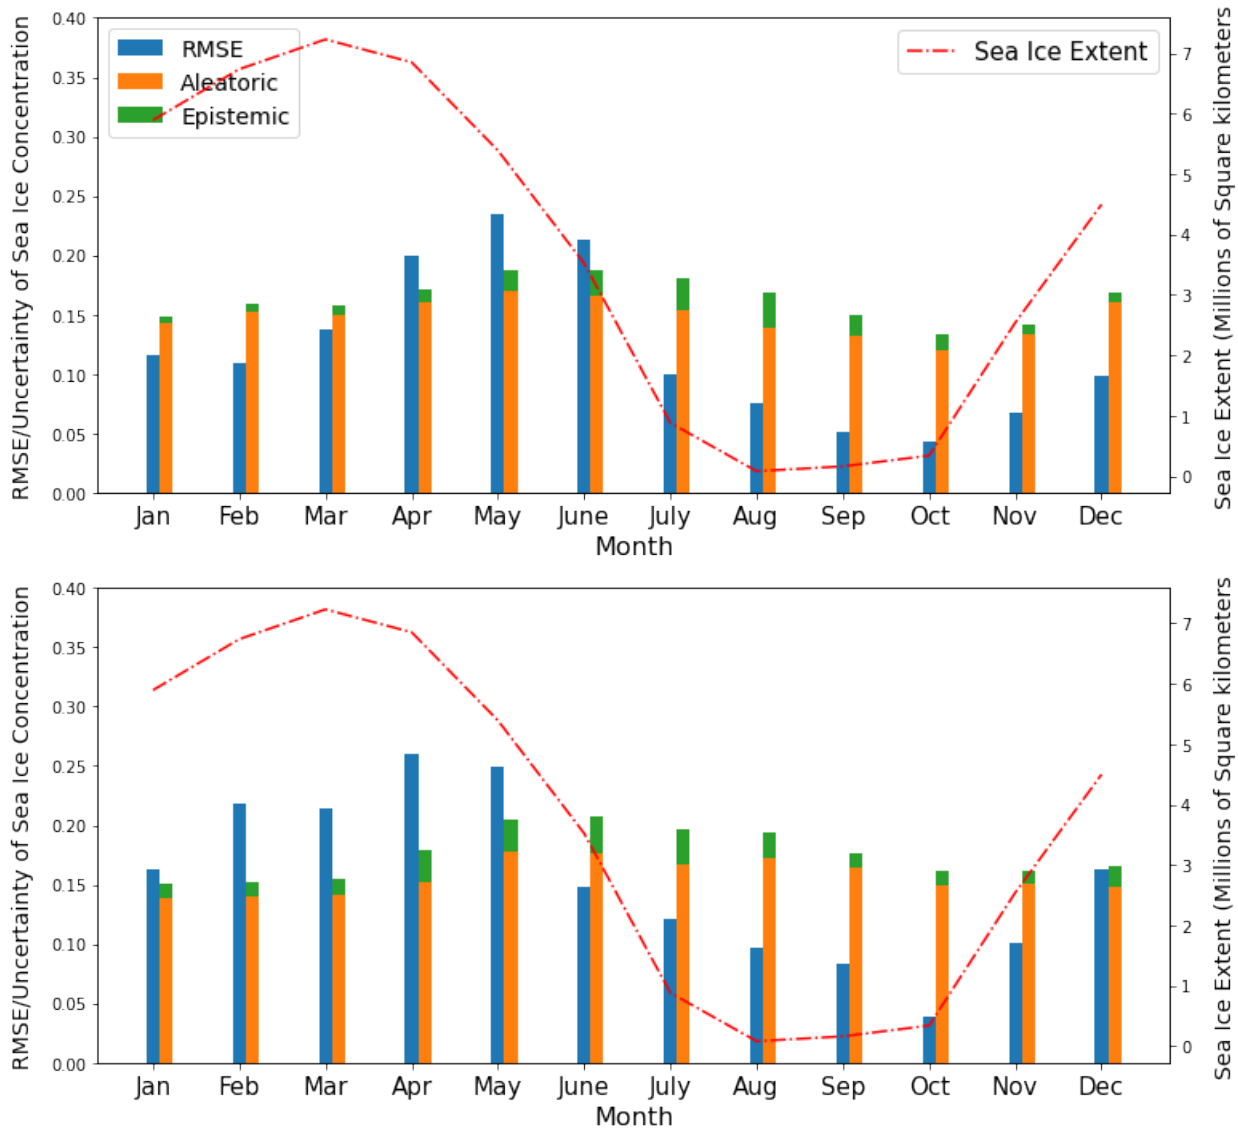 RMSE/Uncertainty of Sea Ice Concentration
0.40
0.35
0.30
0.25
0.20
0.15
0.10
0.05
0.00
RMSE
Aleatoric
Epistemic
Sea Ice Extent
7
6
5
4
3
2
1
0
Sea Ice Extent (Millions of Square kilometers
Jan Feb Mar Apr May June July Aug Sep Oct Nov Dec
Month
RMSE/Uncertainty of Sea Ice Concentration
0.40
0.35
0.30
0.25
0.20
0.15
0.10
0.05
0.00
7
6
5
4
3
2
1
0
Sea Ice Extent (Millions of Square kilometers
Jan Feb Mar Apr May June July Aug Sep Oct Nov Dec
Month